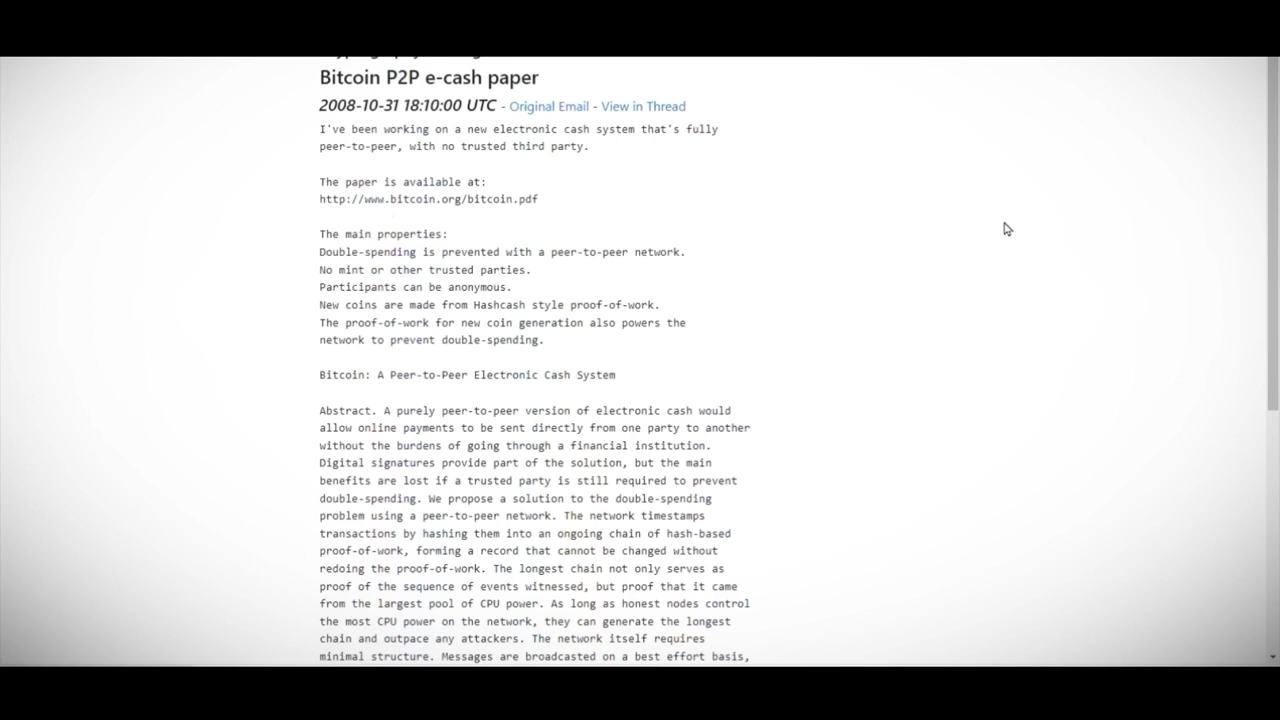 Bitcoin P2P e-cash paper
2008-10-31 18:10:00 UTC - Original Email - View in Thread
I've been working on a new electronic cash system that's fully
peer-to-peer, with no trusted third party.
The paper is available at:
http://www.bitcoin.org/bitcoin.pdf
The main properties:
Double-spending is prevented with a peer-to-peer network.
No mint or other trusted parties.
Participants can be anonymous.
New coins are made from Hashcash style proof-of-work.
The proof-of-work for new coin generation also powers the
network to prevent double-spending.
Bitcoin: A Peer-to-Peer Electronic Cash System
Abstract. A purely peer-to-peer version of electronic cash would
allow online payments to be sent directly from one party to another
without the burdens of going through a financial institution.
Digital signatures provide part of the solution, but the main
benefits are lost if a trusted party is still required to prevent
double-spending. We propose a solution to the double-spending
problem using a peer-to-peer network. The network timestamps
transactions by hashing them into an ongoing chain of hash-based
proof-of-work, forming a record that cannot be changed without
redoing the proof-of-work. The longest chain not only serves as
proof of the sequence of events witnessed, but proof that it came
from the largest pool of CPU power. As long as honest nodes control
the most CPU power on the network, they can generate the longest
chain and outpace any attackers. The network itself requires
minimal structure. Messages are broadcasted on a best effort basis,